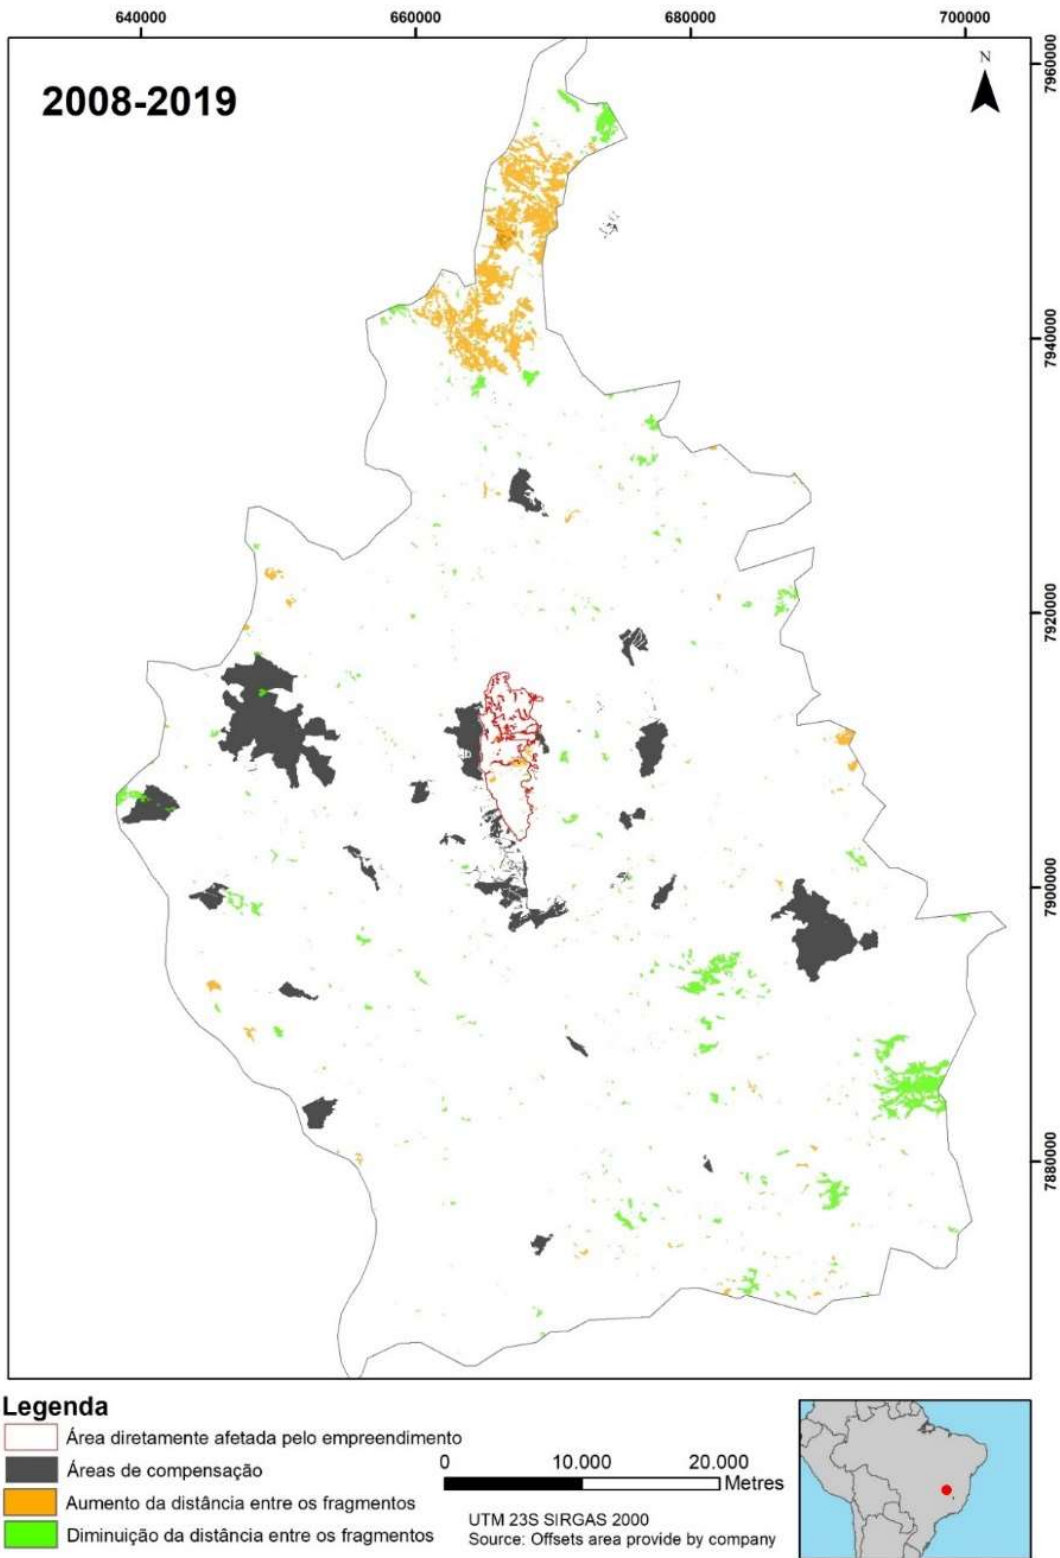 640000
660000
680000
700000
2008-2019
N
7960000
7940000
7920000
7900000
7880000
Legenda
Área diretamente afetada pelo empreendimento
Áreas de compensação
Aumento da distância entre os fragmentos
Diminuição da distância entre os fragmentos
0 10.000 20.000
Metres
UTM 23S SIRGAS 2000
Source: Offsets area provide by company